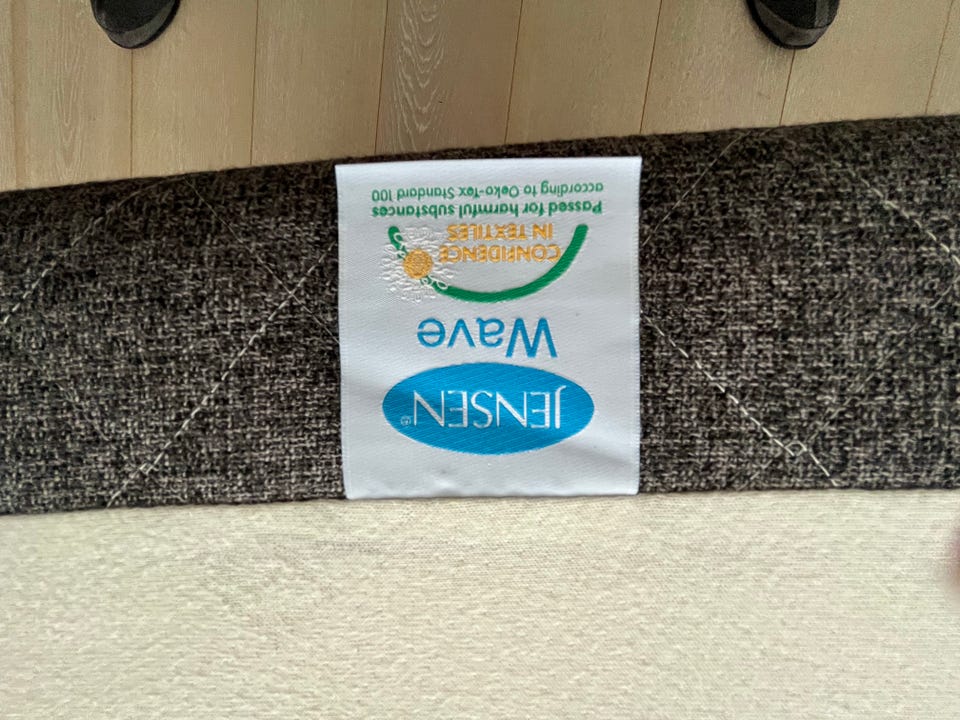 JENSEN®
Wave
CONFIDENCE
IN TEXTILES
Passed for harmful substances
according to Oeko-Tex Standard 100